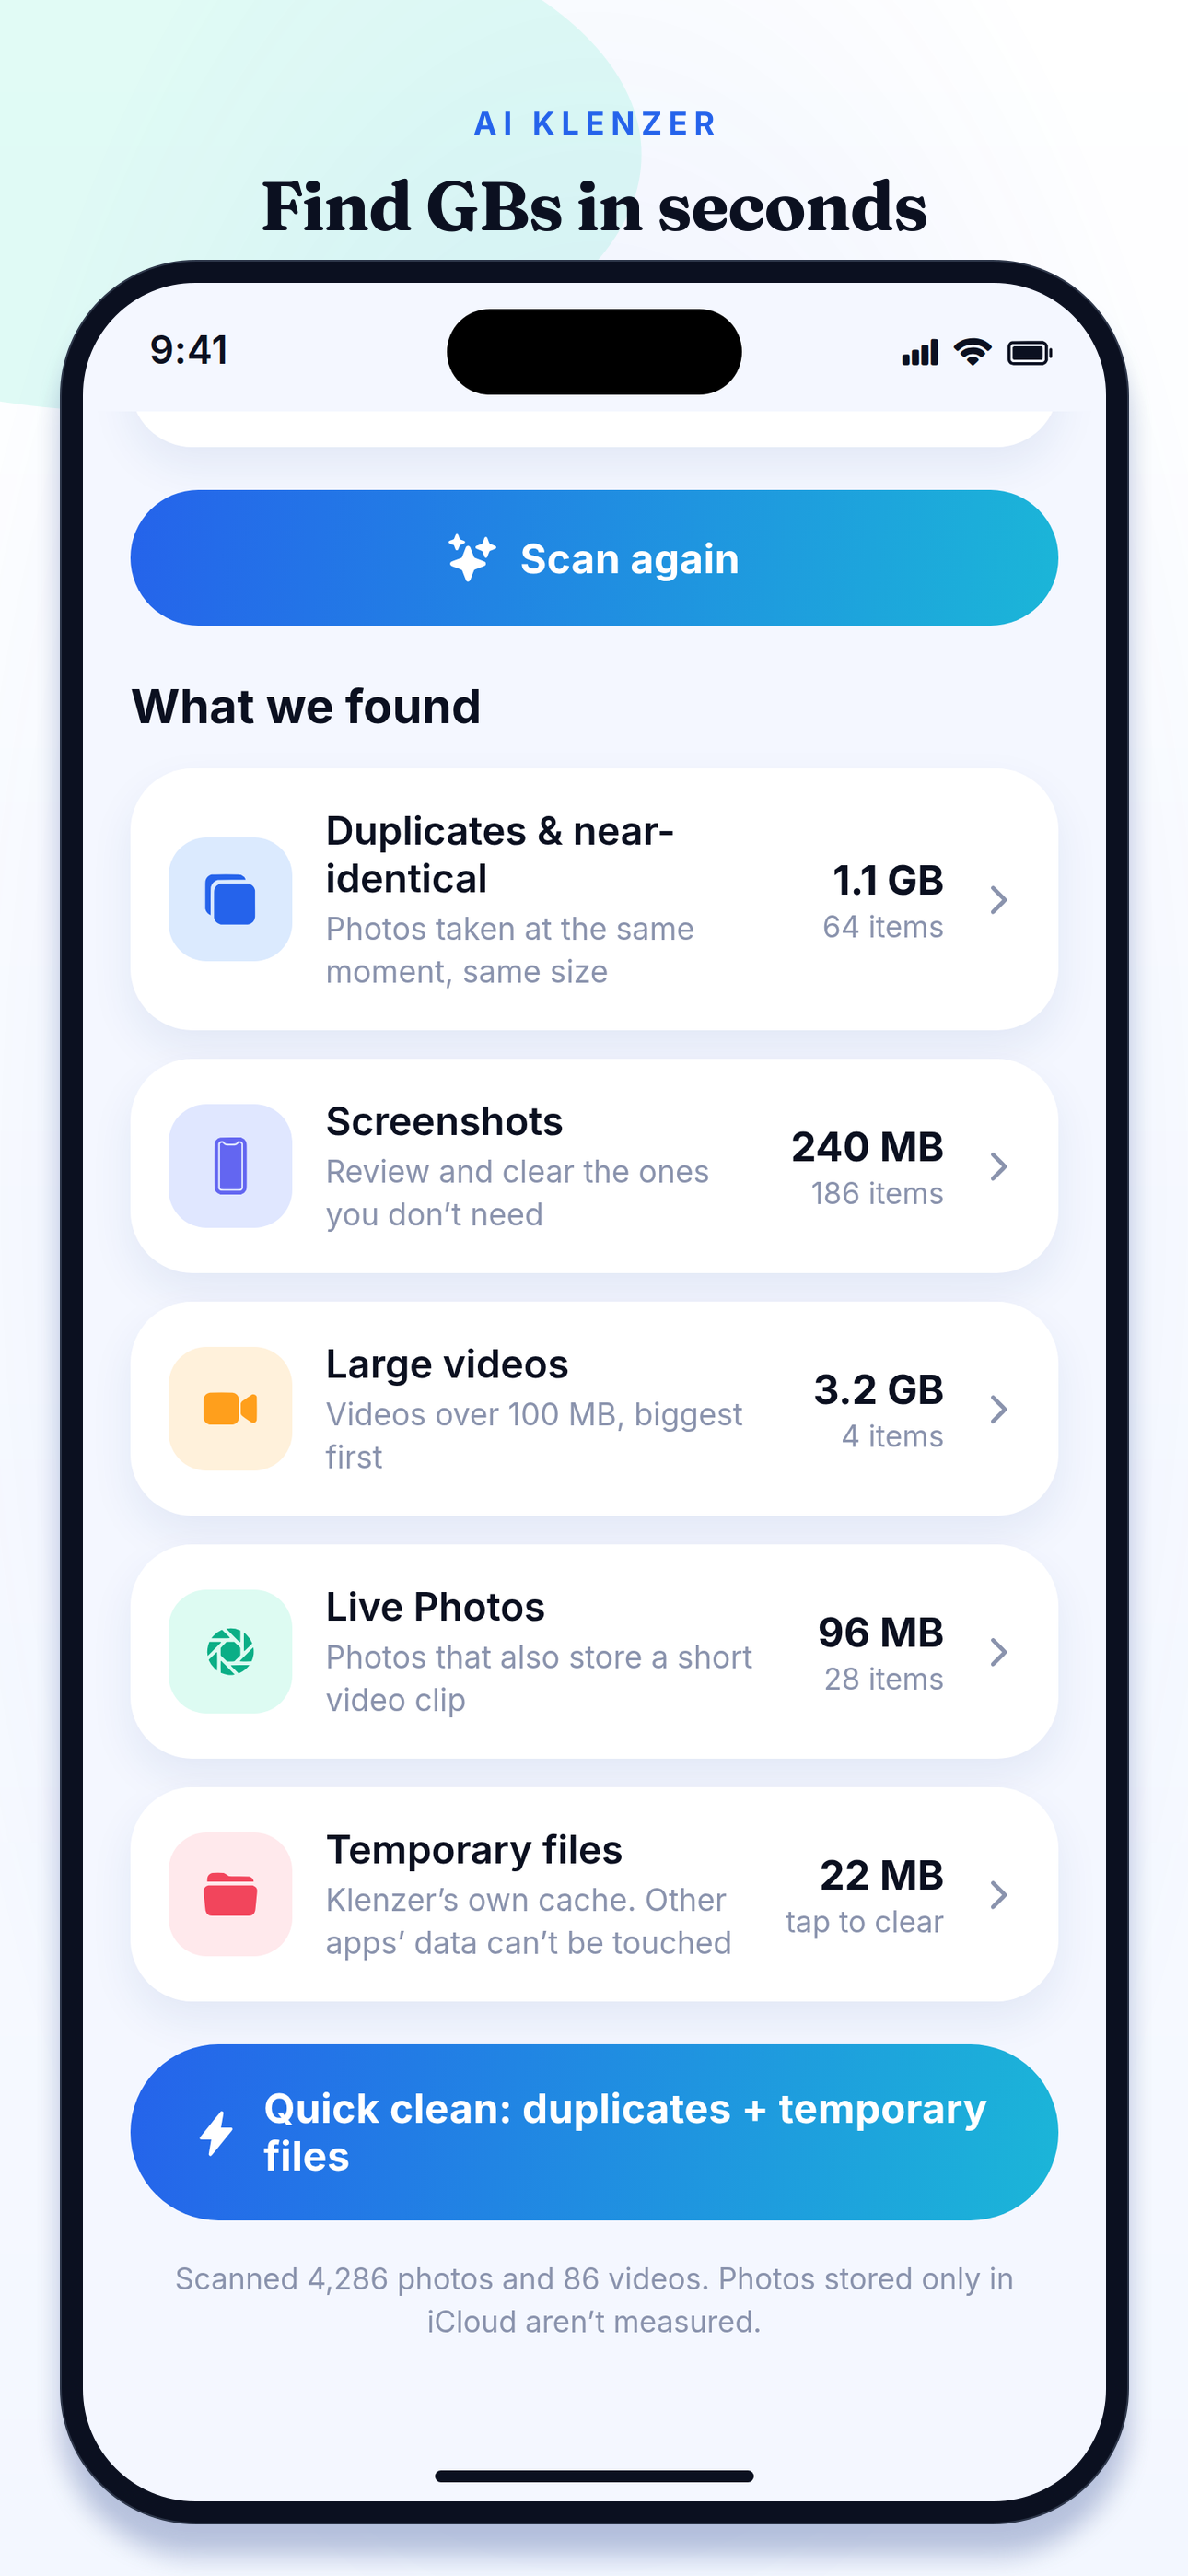 AI KLENZER
Find GBs in seconds
9:41
Scan again
What we found
Duplicates & near-
identical
Photos taken at the same
moment, same size
1.1 GB
64 items
Screenshots
Review and clear the ones
you don’t need
240 MB
186 items
Large videos
Videos over 100 MB, biggest
first
3.2 GB
4 items
Live Photos
Photos that also store a short
video clip
96 MB
28 items
Temporary files
Klenzer’s own cache. Other
apps’ data can’t be touched
22 MB
tap to clear
Quick clean: duplicates + temporary
files
Scanned 4,286 photos and 86 videos. Photos stored only in
iCloud aren’t measured.